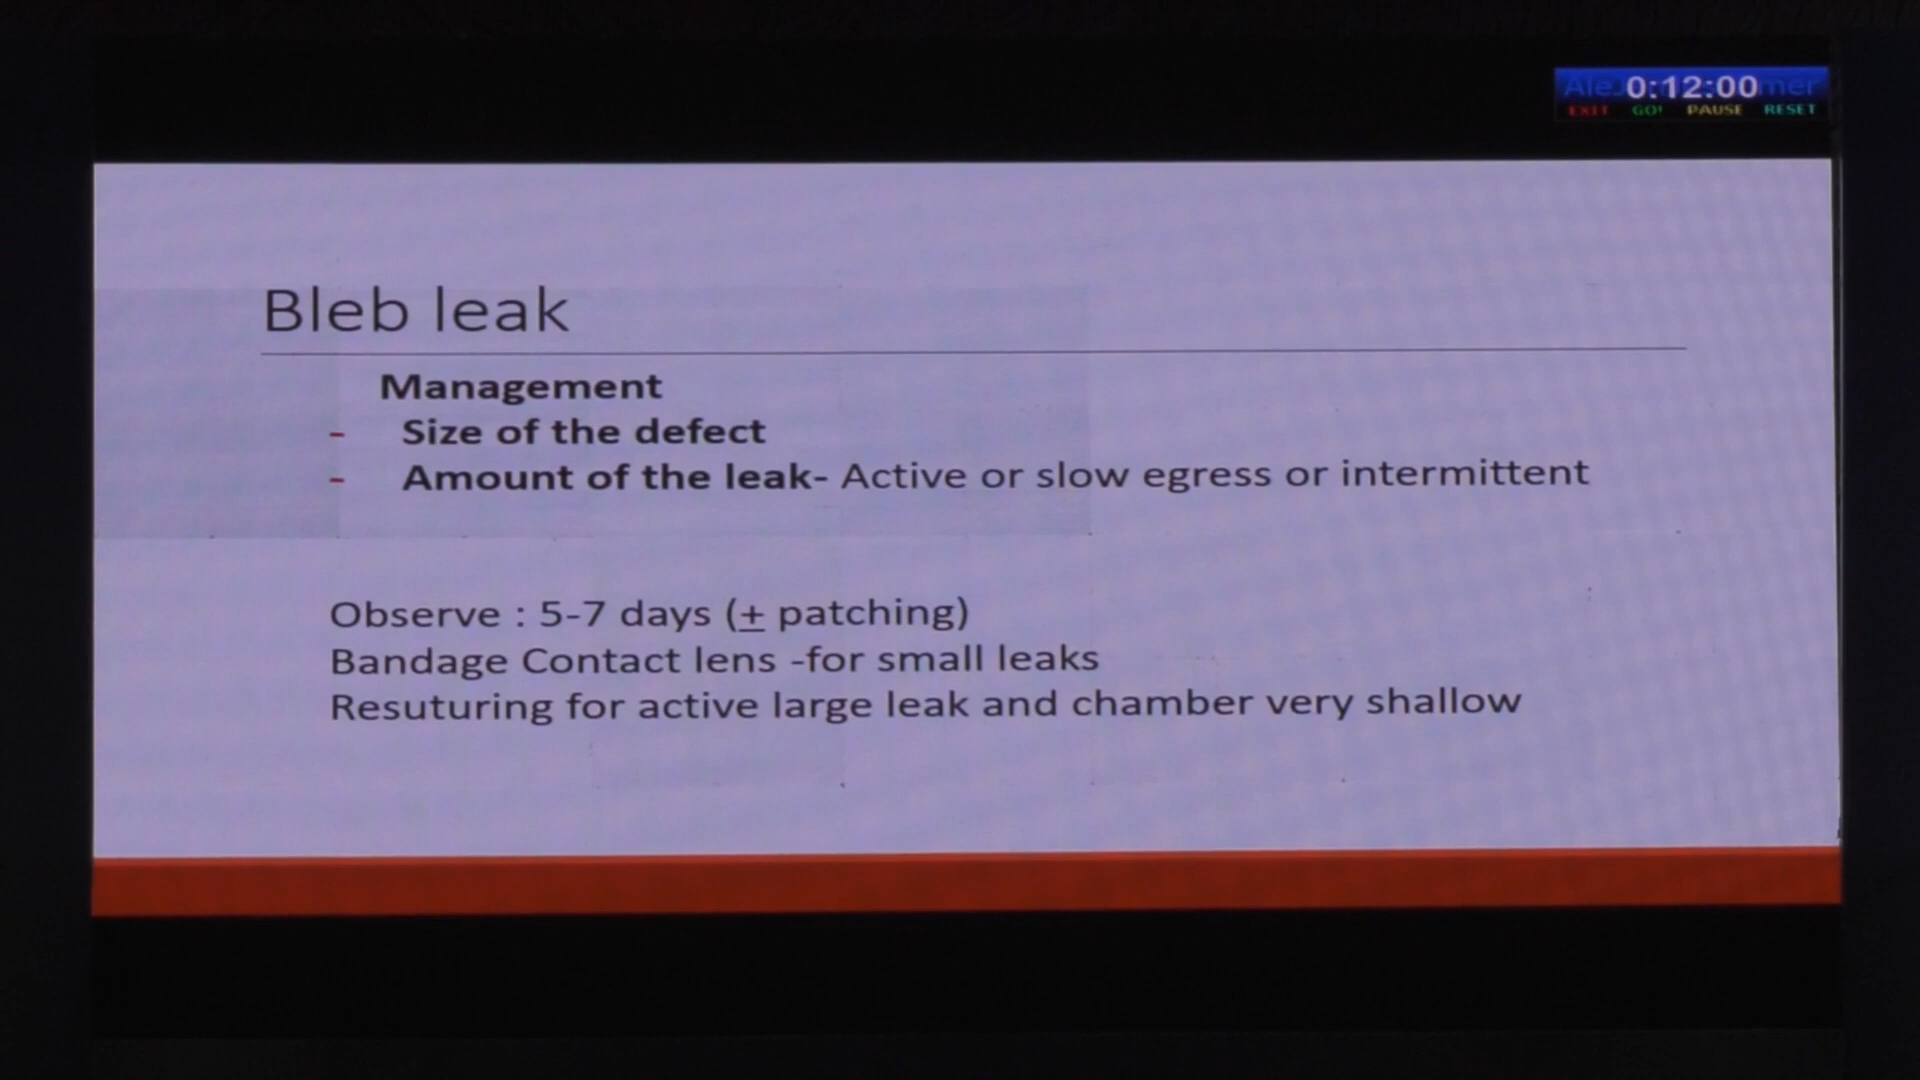 0:12:00
EXIT GO! PAUSE RESET
Bleb leak
Management
- Size of the defect
- Amount of the leak- Active or slow egress or intermittent
Observe : 5-7 days (± patching)
Bandage Contact lens -for small leaks
Resuturing for active large leak and chamber very shallow